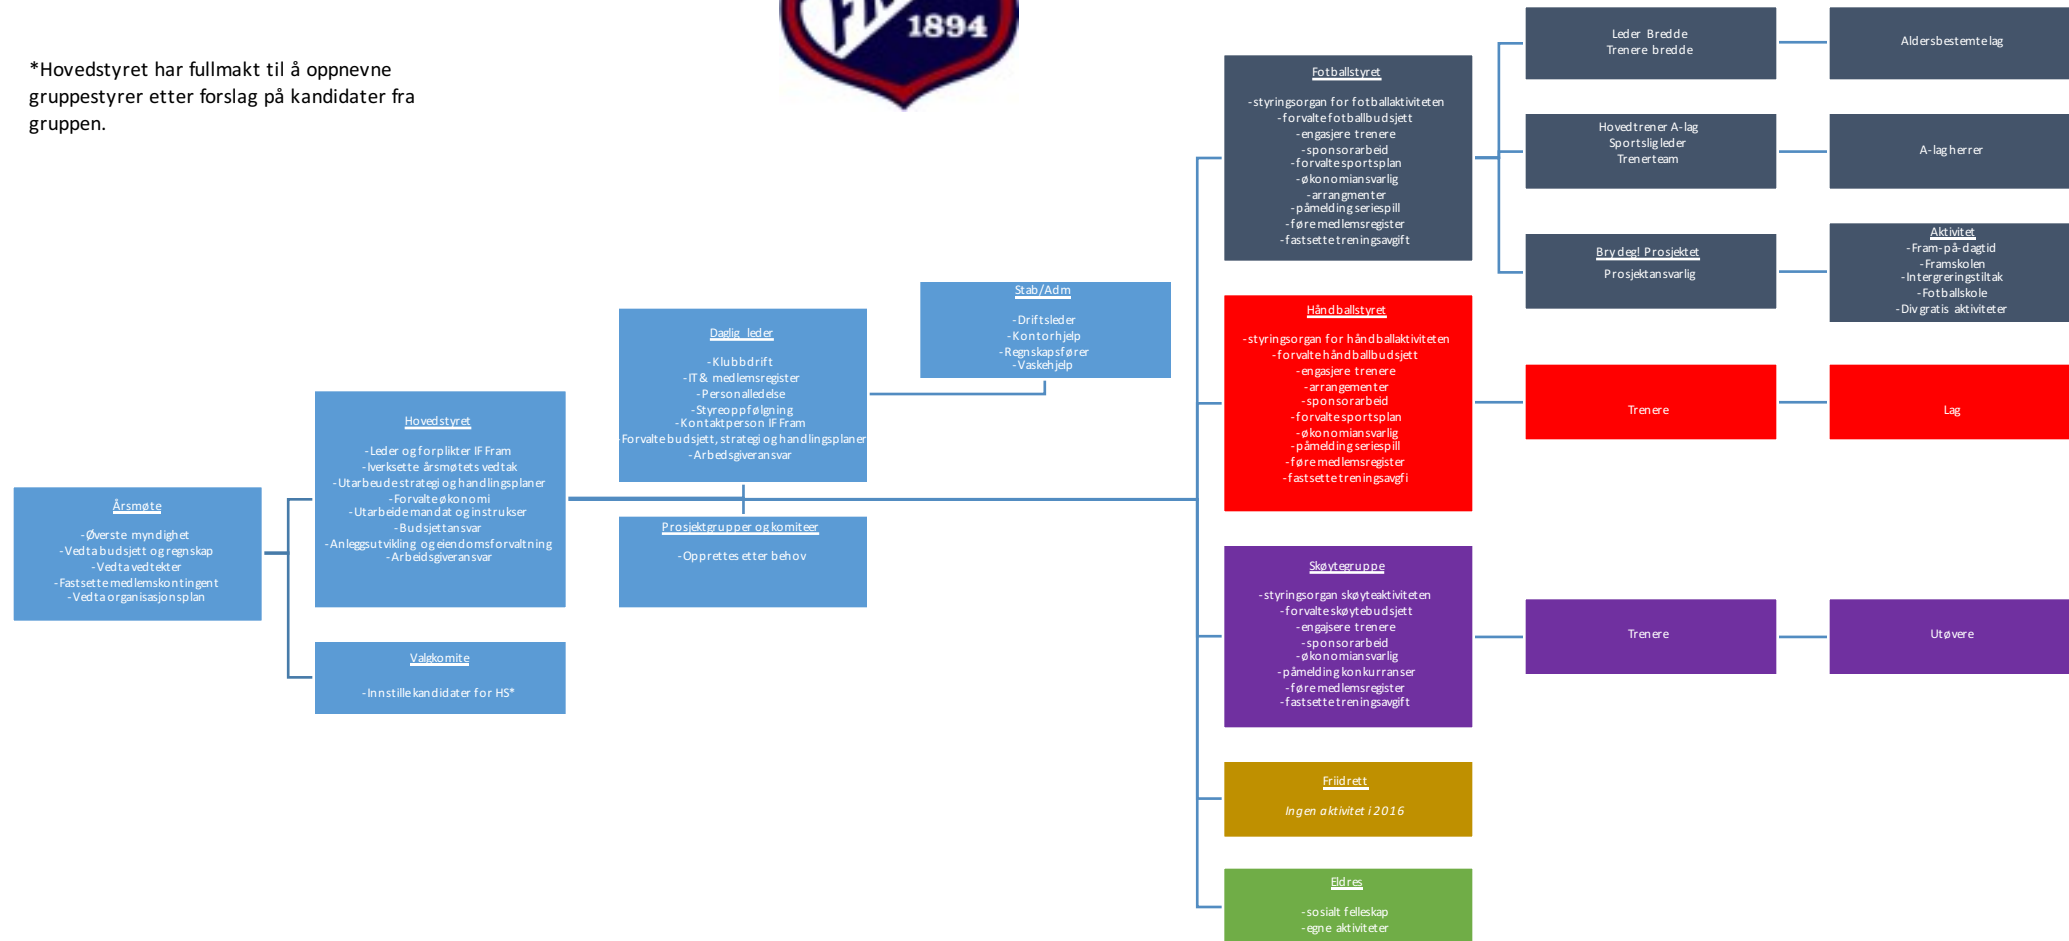 1894
*Hovedstyret har fullmakt til å oppnevne
gruppestyrer etter forslag på kandidater fra
gruppen.
Årsmøte
-Øverste myndighet
-Vedta budsjett og regnskap
-Vedta vedtekter
-Fastsette medlemskontingent
-Vedta organisasjonsplan
Hovedstyret
-Leder og forplikter IF Fram
-Iverksette årsmøtets vedtak
-Utarbeude strategi og handlingsplaner
-Forvalte økonomi
-Utarbeide mandat og instrukser
-Budsjettansvar
-Anleggsutvikling og eiendomsforvaltning
-Arbeidsgiveransvar
Valgkomite
-Innstille kandidater for HS*
Daglig leder
-Klubbdrift
-IT & medlemsregister
-Personalledelse
-Styreoppfølgning
-Kontaktperson IF Fram
-Forvalte budsjett, strategi og handlingsplaner
-Arbedsgiveransvar
Prosjektgrupper og komiteer
-Opprettes etter behov
Stab/Adm
-Driftsleder
-Kontorhjelp
-Regnskapsfører
-Vaskehjelp
Fotballstyret
-styringsorgan for fotballaktiviteten
-forvalte fotballbudsjett
-engasjere trenere
-sponsorarbeid
-forvalte sportsplan
-økonomiansvarlig
-arrangmenter
-påmelding seriespill
-føre medlemsregister
-fastsette treningsavgift
Leder Bredde
Trenere bredde
Aldersbestemte lag
Hovedtrener A-lag
Sportslig leder
Trenerteam
A-lag herrer
Bry deg! Prosjektet
Prosjektansvarlig
Aktivitet
-Fram-på-dagtid
-Framskolen
-Intergreringstiltak
-Fotballskole
-Div gratis aktiviteter
Håndballstyret
-styringsorgan for håndballaktiviteten
-forvalte håndballbudsjett
-engasjere trenere
-arrangementer
-sponsorarbeid
-forvalte sportsplan
-økonomiansvarlig
-påmelding seriespill
-føre medlemsregister
-fastsette treningsavgfi
Trenere
Lag
Skøytegruppe
-styringsorgan skøyteaktiviteten
-forvalte skøytebudsjett
-engajsere trenere
-sponsorarbeid
-økonomiansvarlig
-påmelding konkurranser
-føre medlemsregister
-fastsette treningsavgift
Trenere
Utøvere
Friidrett
Ingen aktivitet i 2016
Eldres
-sosialt felleskap
-egne aktiviteter